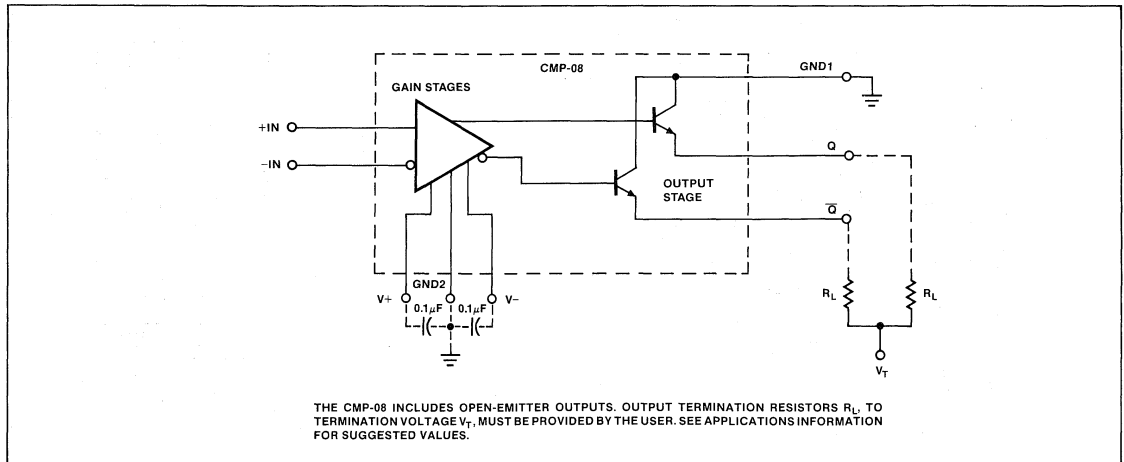 CMP-08
GND1
GAIN STAGES
+IN
−IN
Q
OUTPUT
STAGE
Q̅
GND2
V+
0.1µF
0.1µF
V−
R_L
R_L
V_T
THE CMP-08 INCLUDES OPEN-EMITTER OUTPUTS. OUTPUT TERMINATION RESISTORS R_L, TO
TERMINATION VOLTAGE V_T, MUST BE PROVIDED BY THE USER. SEE APPLICATIONS INFORMATION
FOR SUGGESTED VALUES.